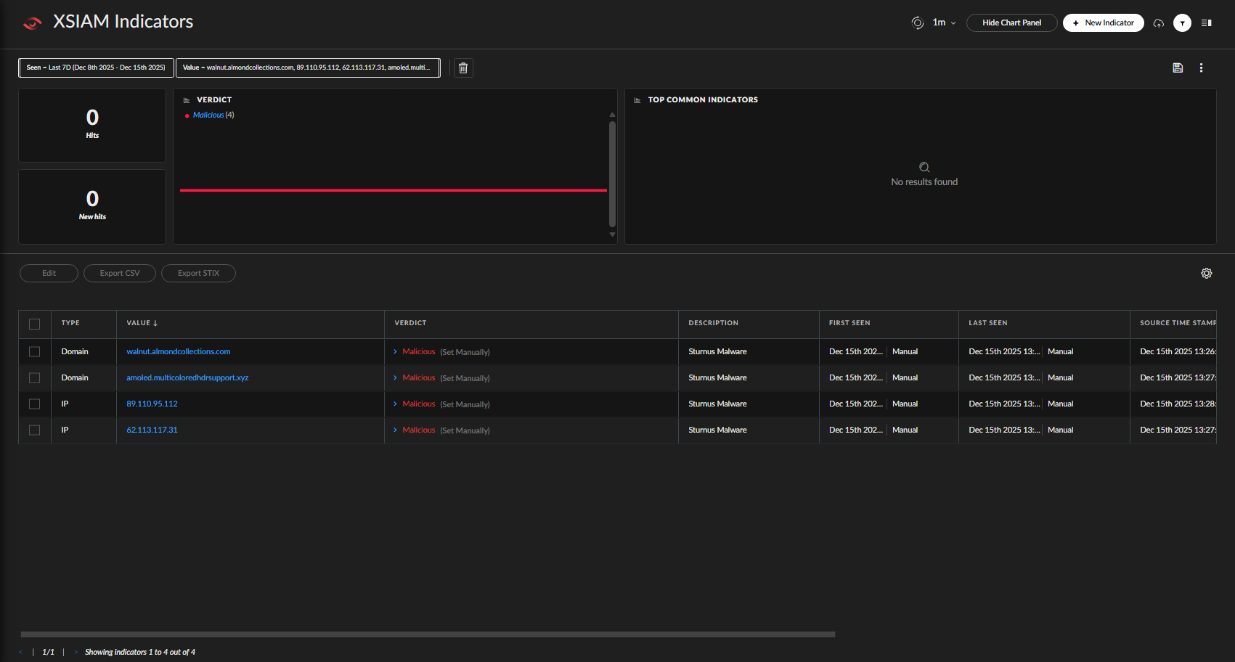 XSIAM Indicators
1m
Hide Chart Panel
+ New Indicator
Seen ~ Last 7D (Dec 8th 2025 - Dec 15th 2025)
Value ~ walnut.almondcollections.com, 89.110.95.112, 62.113.117.31, amoled.multi...
0
Hits
VERDICT
Malicious (4)
TOP COMMON INDICATORS
No results found
0
New hits
Edit
Export CSV
Export STIX
TYPE VALUE ↓ VERDICT DESCRIPTION FIRST SEEN LAST SEEN SOURCE TIME STAMP
Domain walnut.almondcollections.com > Malicious (Set Manually) Sturnus Malware Dec 15th 202... Manual Dec 15th 2025 13:... Manual Dec 15th 2025 13:26:
Domain amoled.multicoloredhdrsupport.xyz > Malicious (Set Manually) Sturnus Malware Dec 15th 202... Manual Dec 15th 2025 13:... Manual Dec 15th 2025 13:27:
IP 89.110.95.112 > Malicious (Set Manually) Sturnus Malware Dec 15th 202... Manual Dec 15th 2025 13:... Manual Dec 15th 2025 13:28:
IP 62.113.117.31 > Malicious (Set Manually) Sturnus Malware Dec 15th 202... Manual Dec 15th 2025 13:... Manual Dec 15th 2025 13:27:
< | 1/1 | > Showing indicators 1 to 4 out of 4